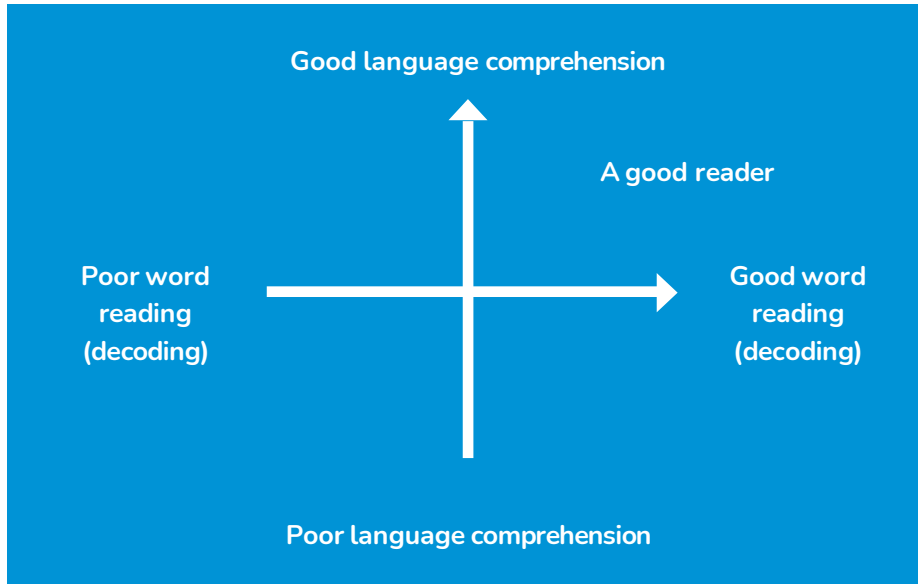 Good language comprehension
A good reader
Poor word
reading
(decoding)
Good word
reading
(decoding)
Poor language comprehension